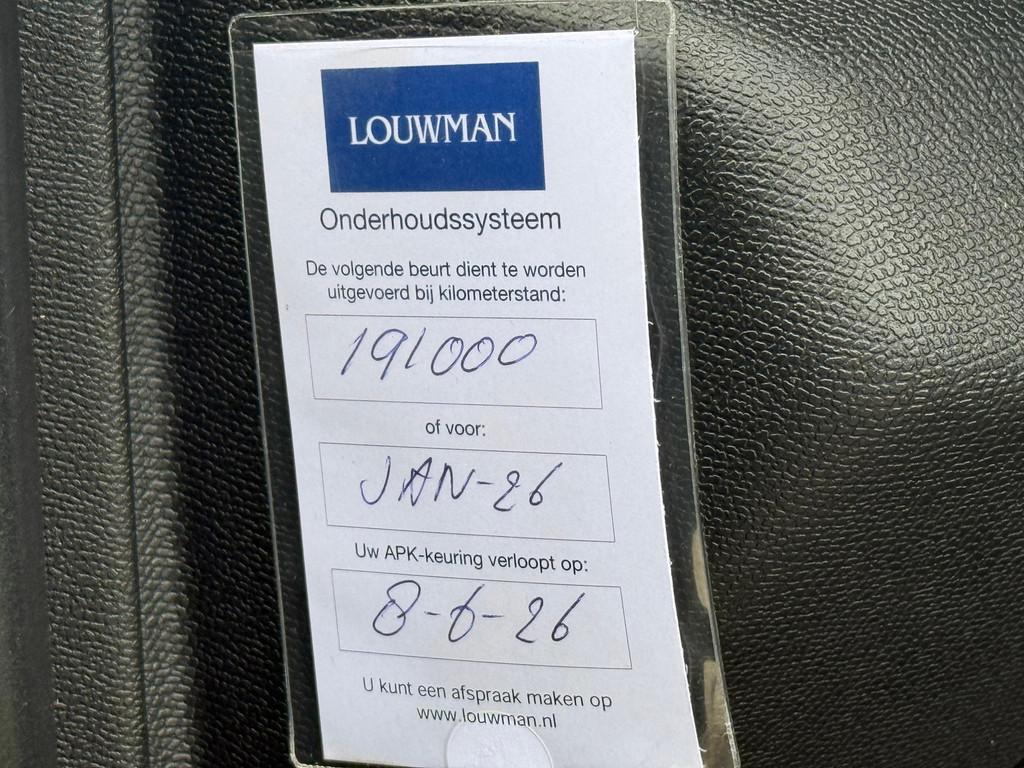 LOUWMAN
Onderhoudssysteem
De volgende beurt dient te worden
uitgevoerd bij kilometerstand:
191000
of voor:
JAN-26
Uw APK-keuring verloopt op:
8-6-26
U kunt een afspraak maken op
www.louwman.nl